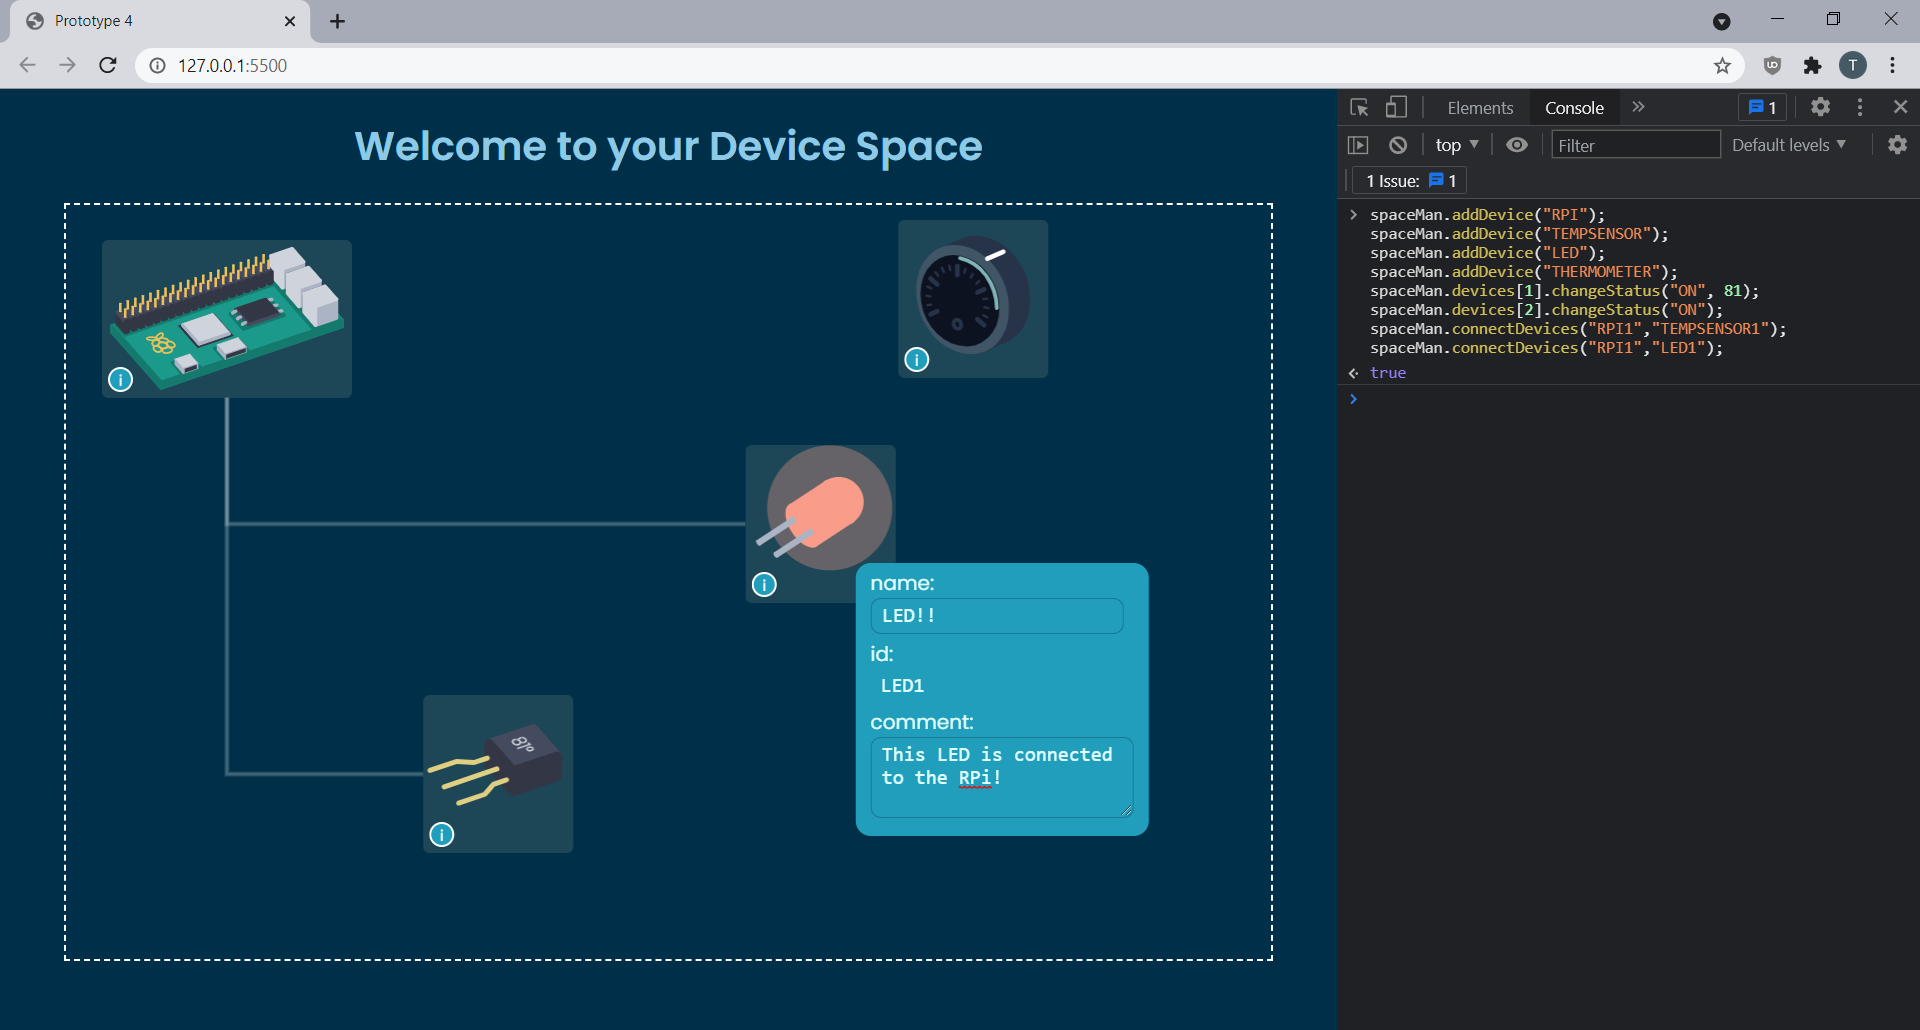 Prototype 4
127.0.0.1:5500
T
Welcome to your Device Space
0
81°
name:
LED!!
id:
LED1
comment:
This LED is connected
to the RPi!
Elements
Console
1
top
Filter
Default levels
1 Issue: 1
spaceMan.addDevice("RPI");
spaceMan.addDevice("TEMPSENSOR");
spaceMan.addDevice("LED");
spaceMan.addDevice("THERMOMETER");
spaceMan.devices[1].changeStatus("ON", 81);
spaceMan.devices[2].changeStatus("ON");
spaceMan.connectDevices("RPI1","TEMPSENSOR1");
spaceMan.connectDevices("RPI1","LED1");
true